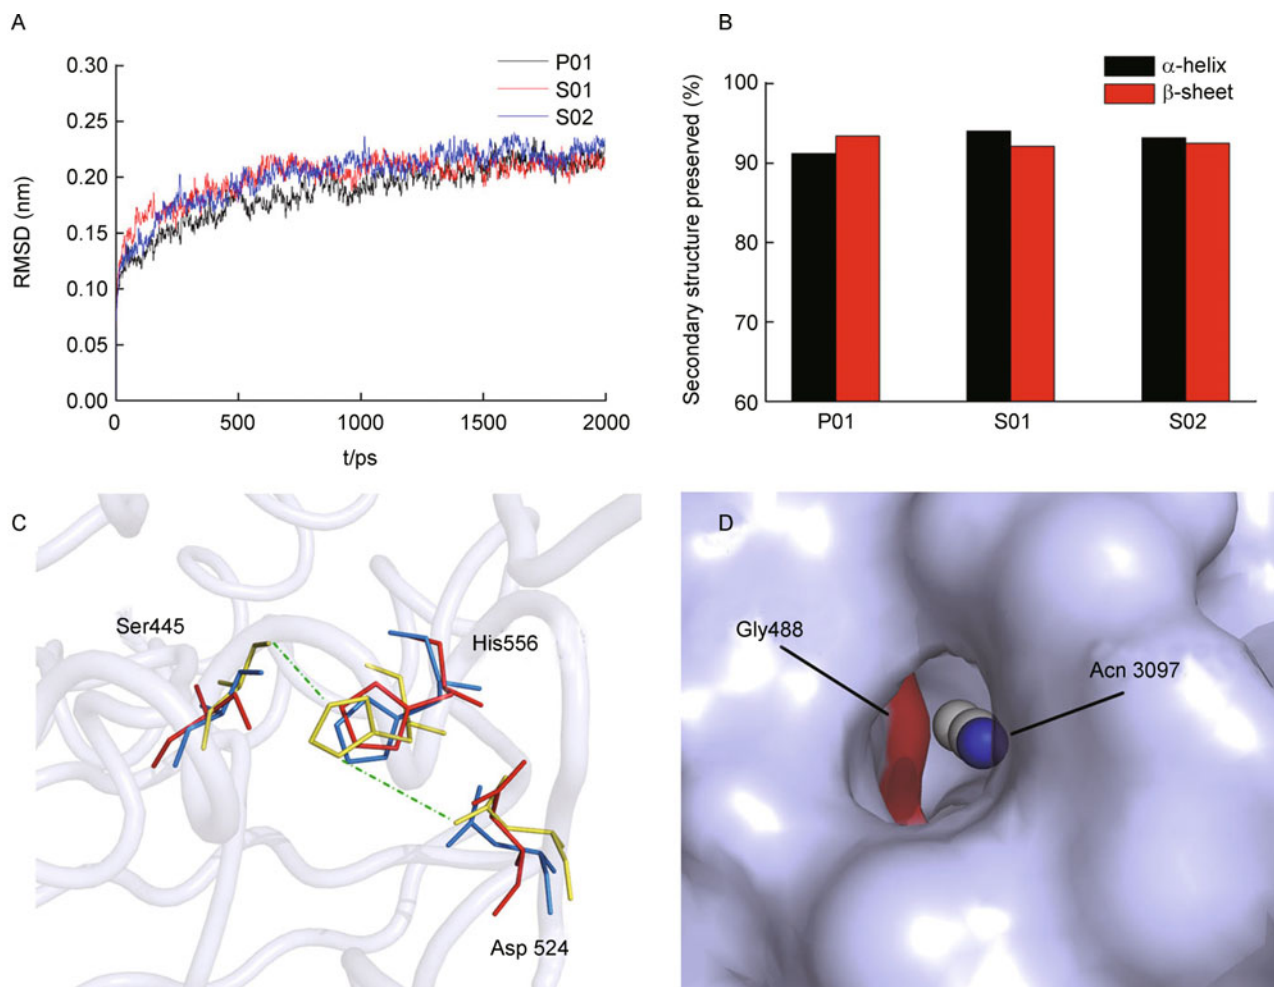 A
RMSD (nm)
0.30
0.25
0.20
0.15
0.10
0.05
0.00
0 500 1000 1500 2000
t/ps
P01
S01
S02
B
Secondary structure preserved (%)
100
90
80
70
60
P01 S01 S02
α-helix
β-sheet
C
Ser445
His556
Asp 524
D
Gly488
Acn 3097